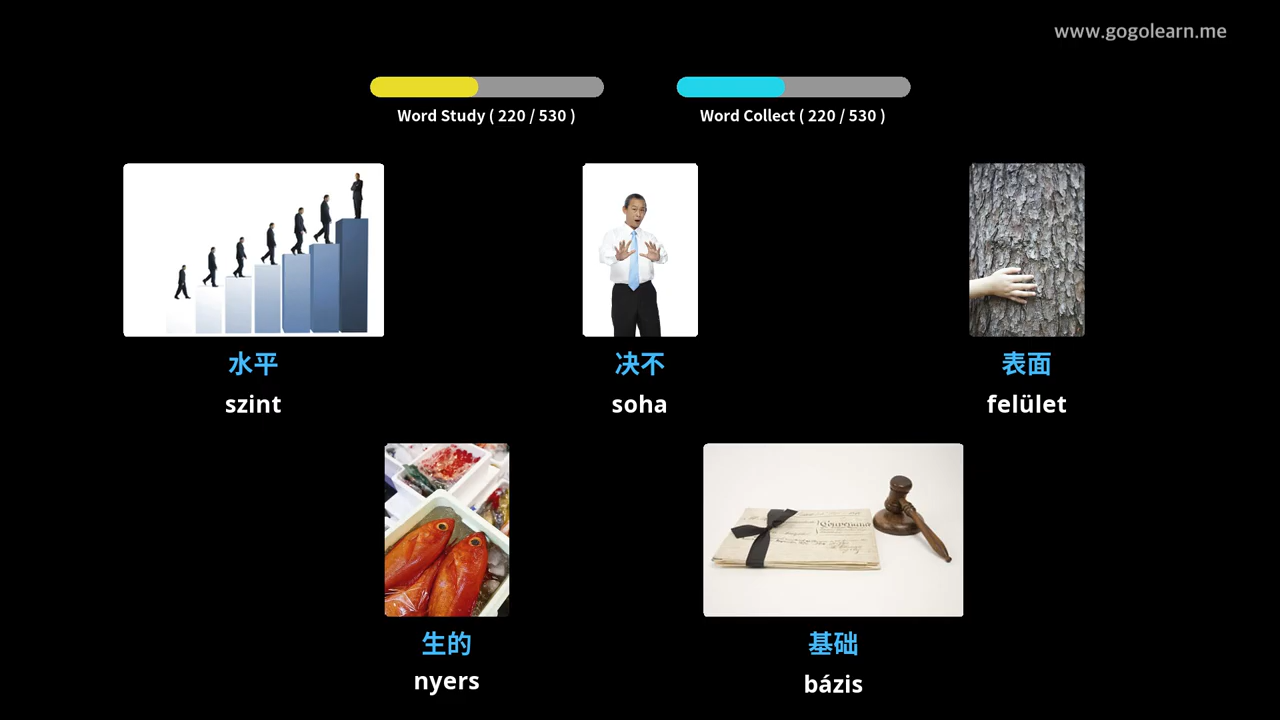 www.gogolearn.me
Word Study ( 220 / 530 )
Word Collect ( 220 / 530 )
水平
szint
决不
soha
表面
felület
生的
nyers
基础
bázis